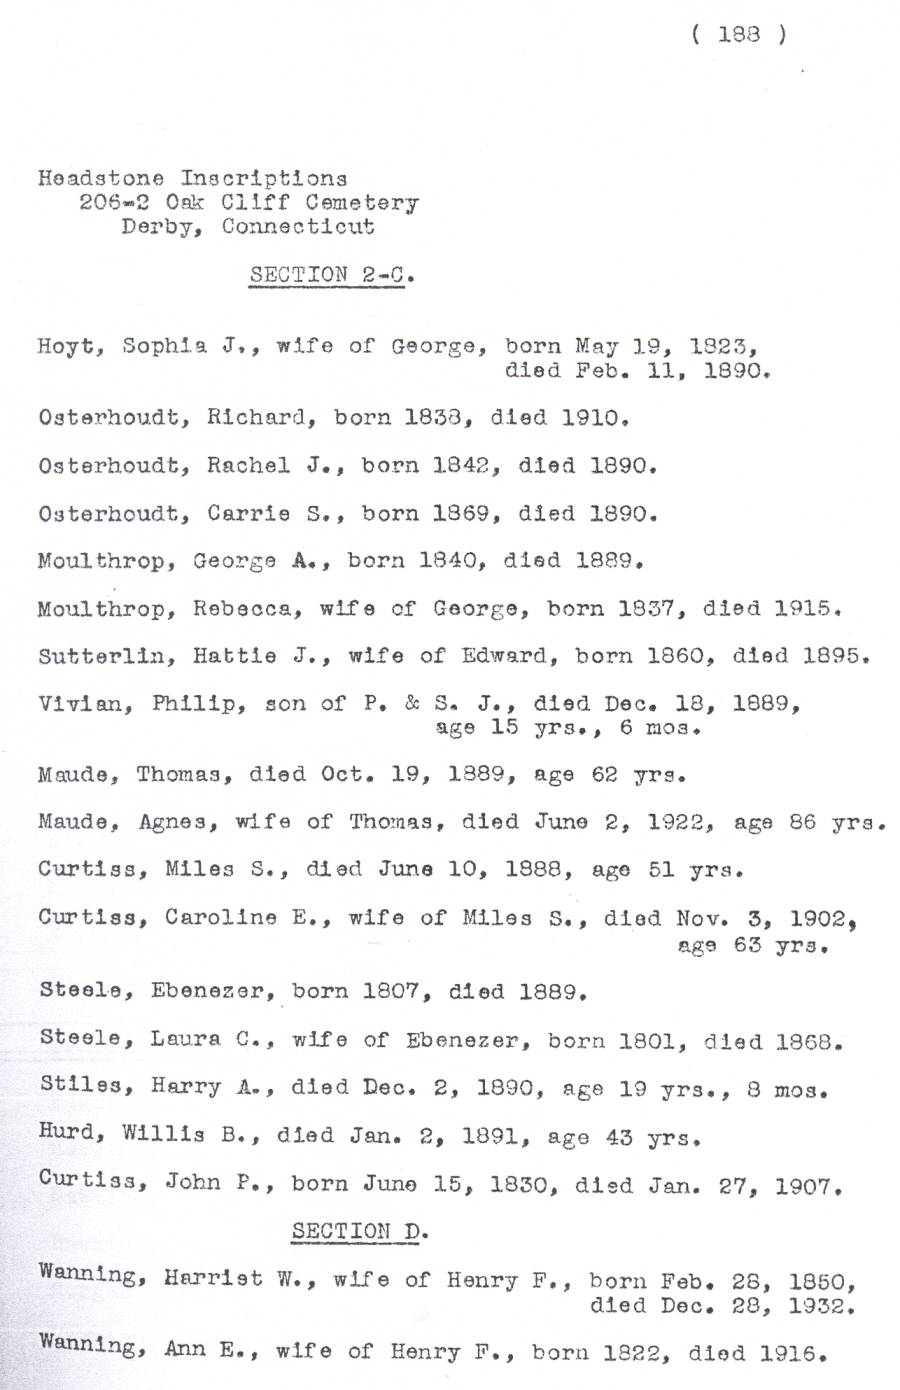 ( 188 )
Headstone Inscriptions
206-2 Oak Cliff Cemetery
Derby, Connecticut
SECTION 2-C.
Hoyt, Sophia J., wife of George, born May 19, 1823,
died Feb. 11, 1890.
Osterhoudt, Richard, born 1838, died 1910.
Osterhoudt, Rachel J., born 1842, died 1890.
Osterhoudt, Carrie S., born 1869, died 1890.
Moulthrop, George A., born 1840, died 1889.
Moulthrop, Rebecca, wife of George, born 1837, died 1915.
Sutterlin, Hattie J., wife of Edward, born 1860, died 1895.
Vivian, Philip, son of P. & S. J., died Dec. 18, 1889,
age 15 yrs., 6 mos.
Maude, Thomas, died Oct. 19, 1889, age 62 yrs.
Maude, Agnes, wife of Thomas, died June 2, 1922, age 86 yrs.
Curtiss, Miles S., died June 10, 1888, age 51 yrs.
Curtiss, Caroline E., wife of Miles S., died Nov. 3, 1902,
age 63 yrs.
Steele, Ebenezer, born 1807, died 1889.
Steele, Laura C., wife of Ebenezer, born 1801, died 1868.
Stiles, Harry A., died Dec. 2, 1890, age 19 yrs., 8 mos.
Hurd, Willis B., died Jan. 2, 1891, age 43 yrs.
Curtiss, John P., born June 15, 1830, died Jan. 27, 1907.
SECTION D.
Wanning, Harriet W., wife of Henry F., born Feb. 28, 1850,
died Dec. 28, 1932.
Wanning, Ann E., wife of Henry F., born 1822, died 1916.